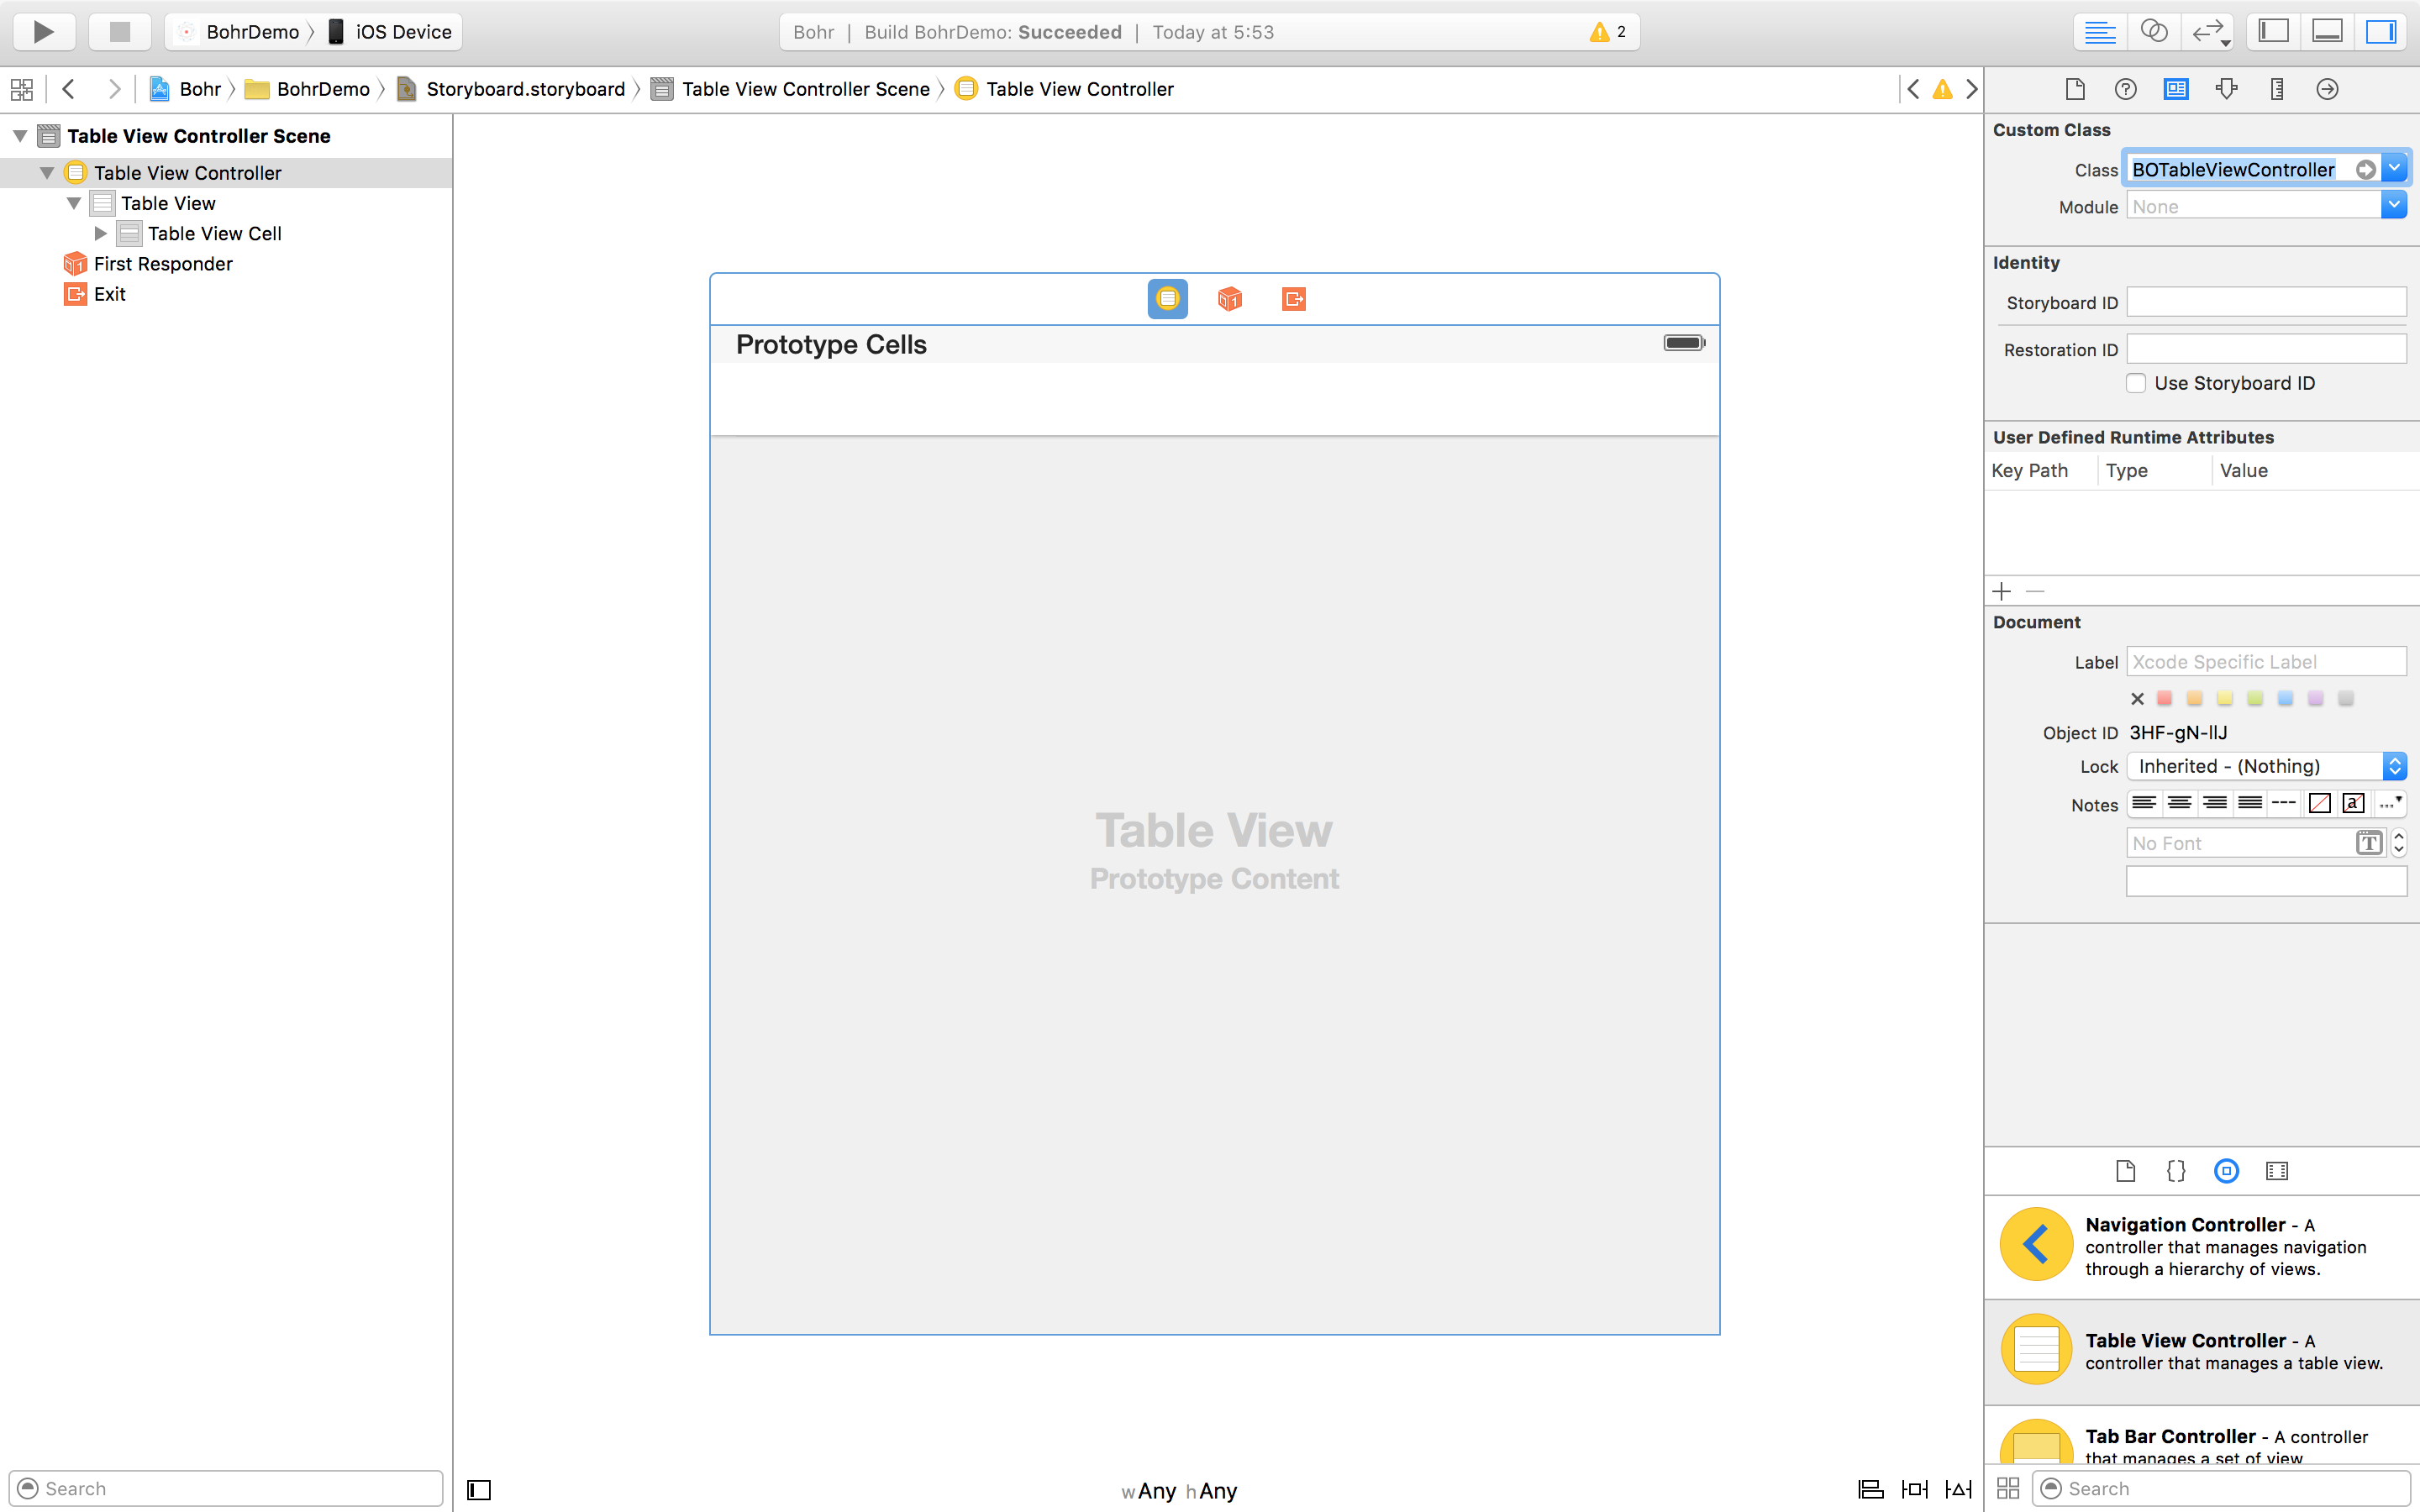 BohrDemo iOS Device
Bohr | Build BohrDemo: Succeeded | Today at 5:53
2
Bohr BohrDemo Storyboard.storyboard Table View Controller Scene Table View Controller
Table View Controller Scene
Table View Controller
Table View
Table View Cell
First Responder
Exit
Search
Prototype Cells
Table View
Prototype Content
wAny hAny
Custom Class
Class BOTableViewController
Module None
Identity
Storyboard ID
Restoration ID
Use Storyboard ID
User Defined Runtime Attributes
Key Path Type Value
Document
Label Xcode Specific Label
Object ID 3HF-gN-lIJ
Lock Inherited - (Nothing)
Notes
No Font
Navigation Controller - A
controller that manages navigation
through a hierarchy of views.
Table View Controller - A
controller that manages a table view.
Tab Bar Controller - A controller
that manages a set of view
Search